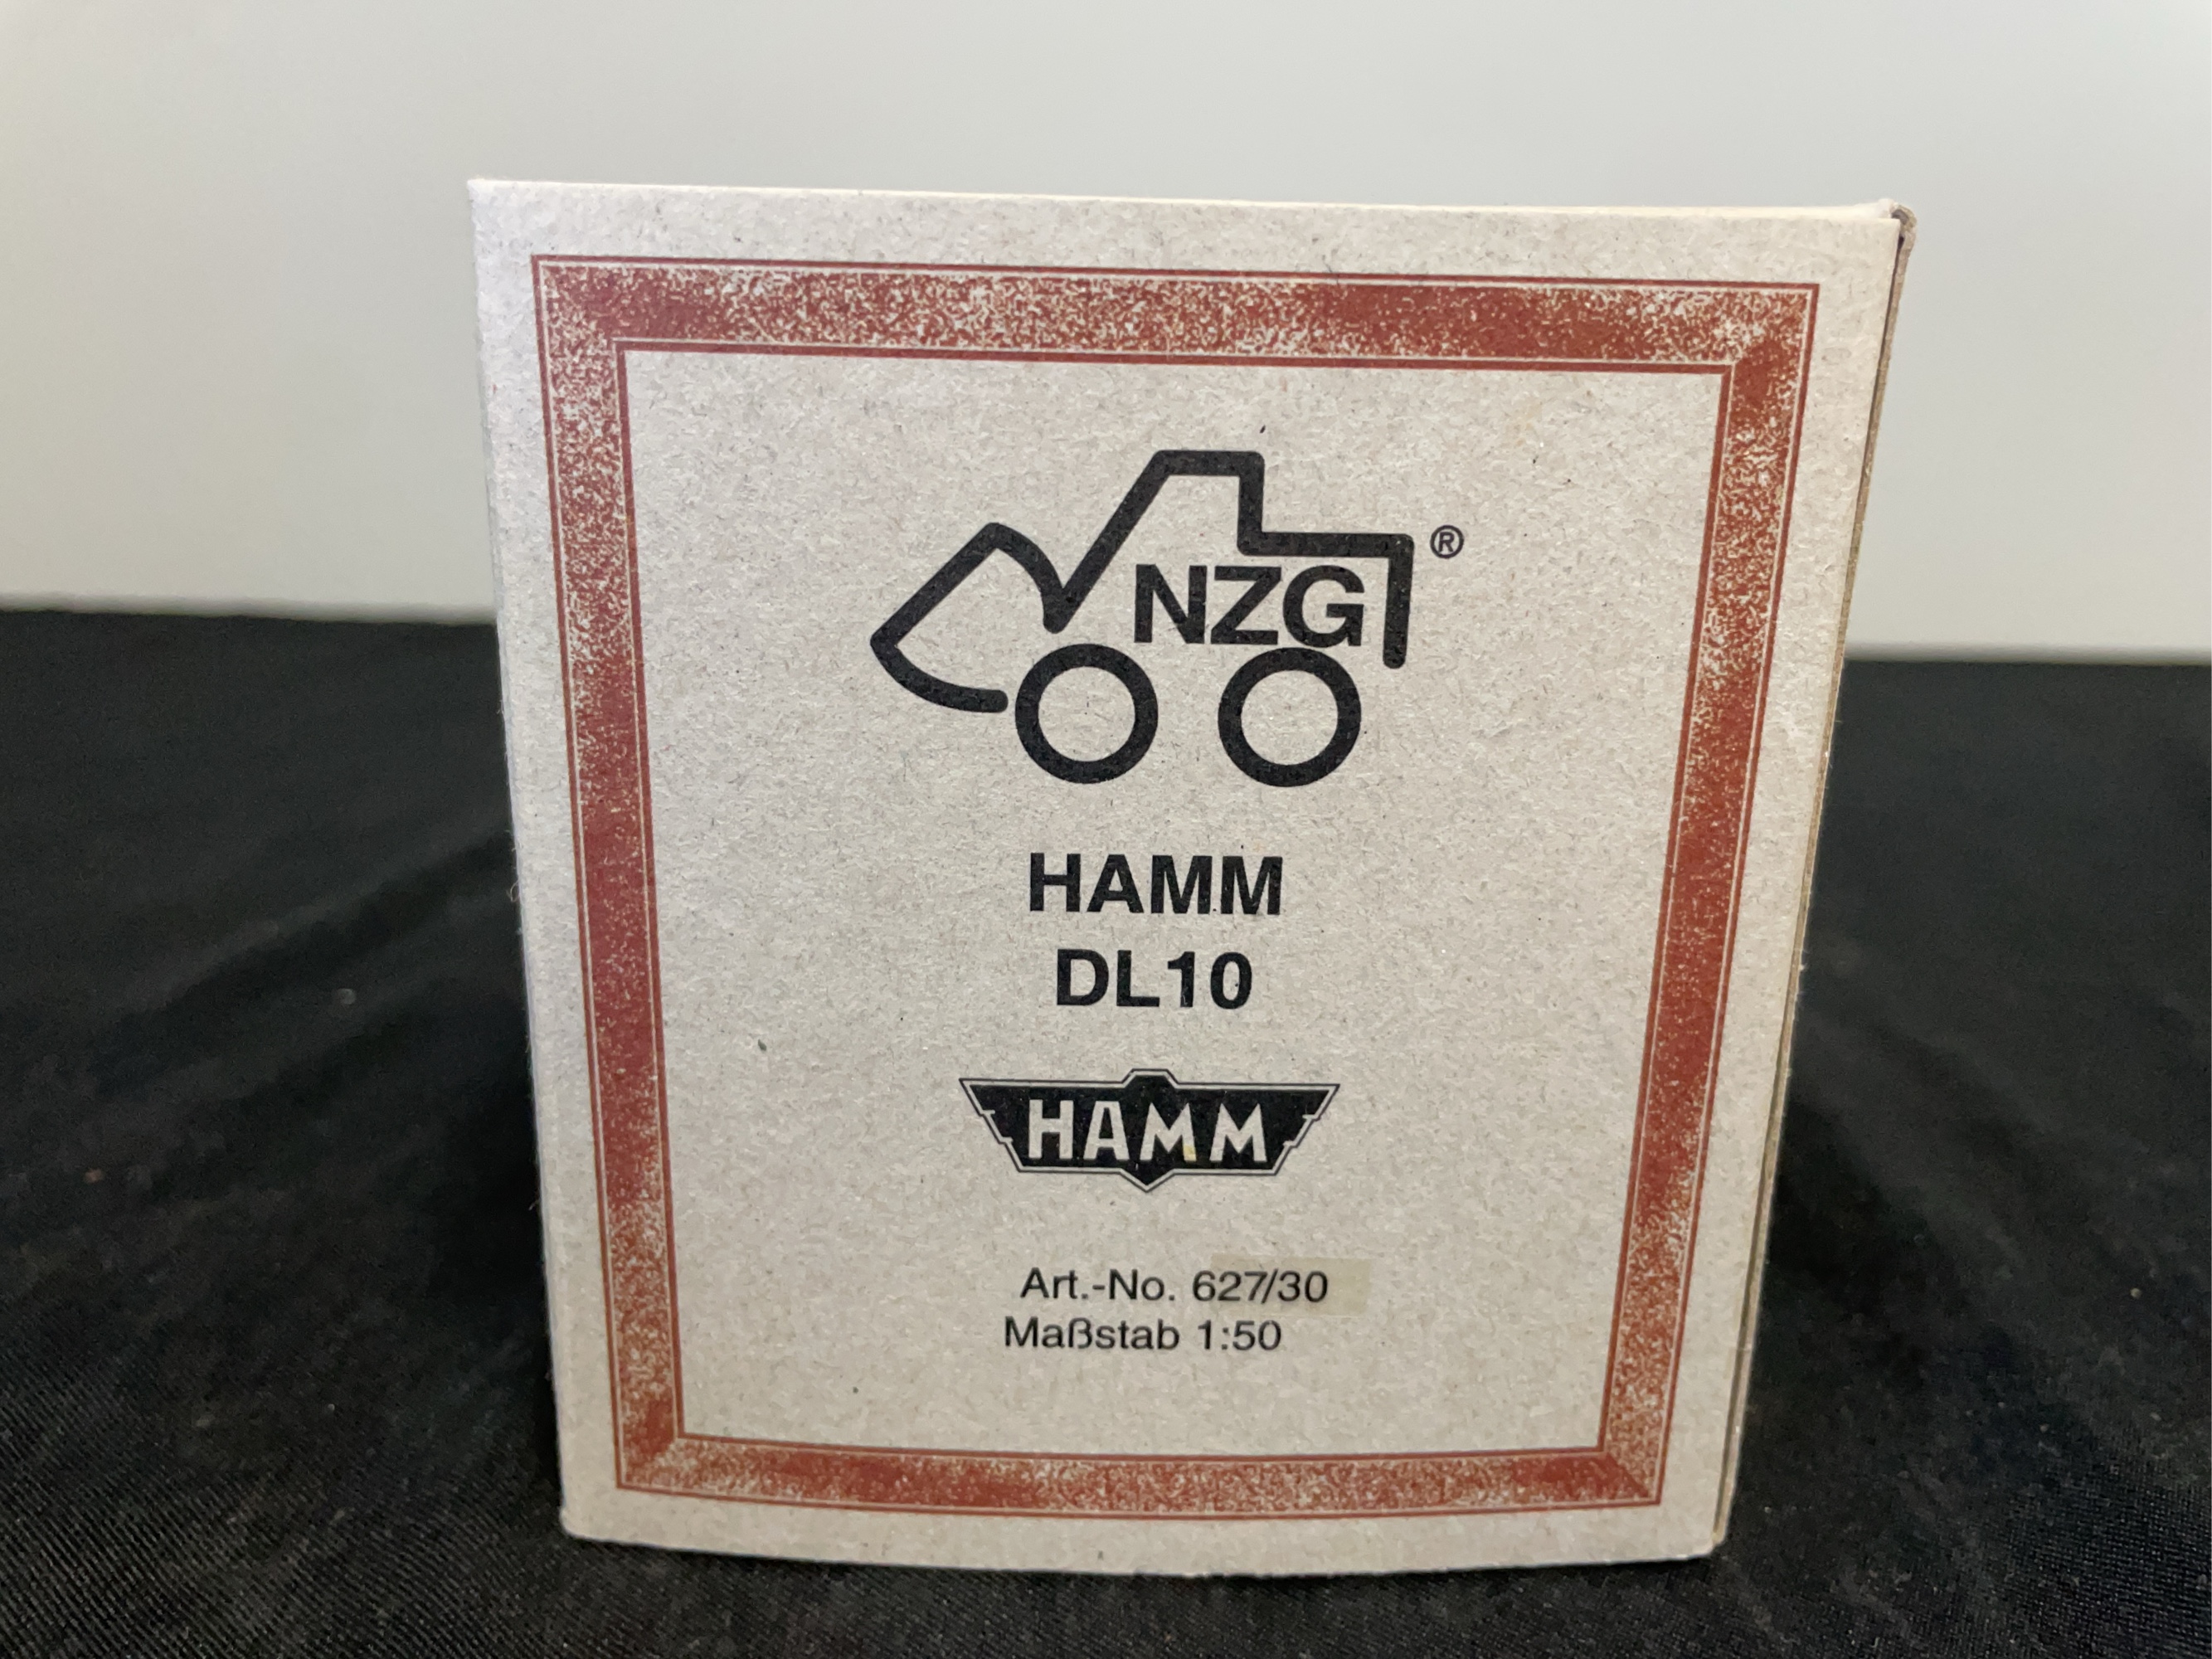 NZG®
HAMM
DL10
HAMM
Art.-No. 627/30
Maßstab 1:50